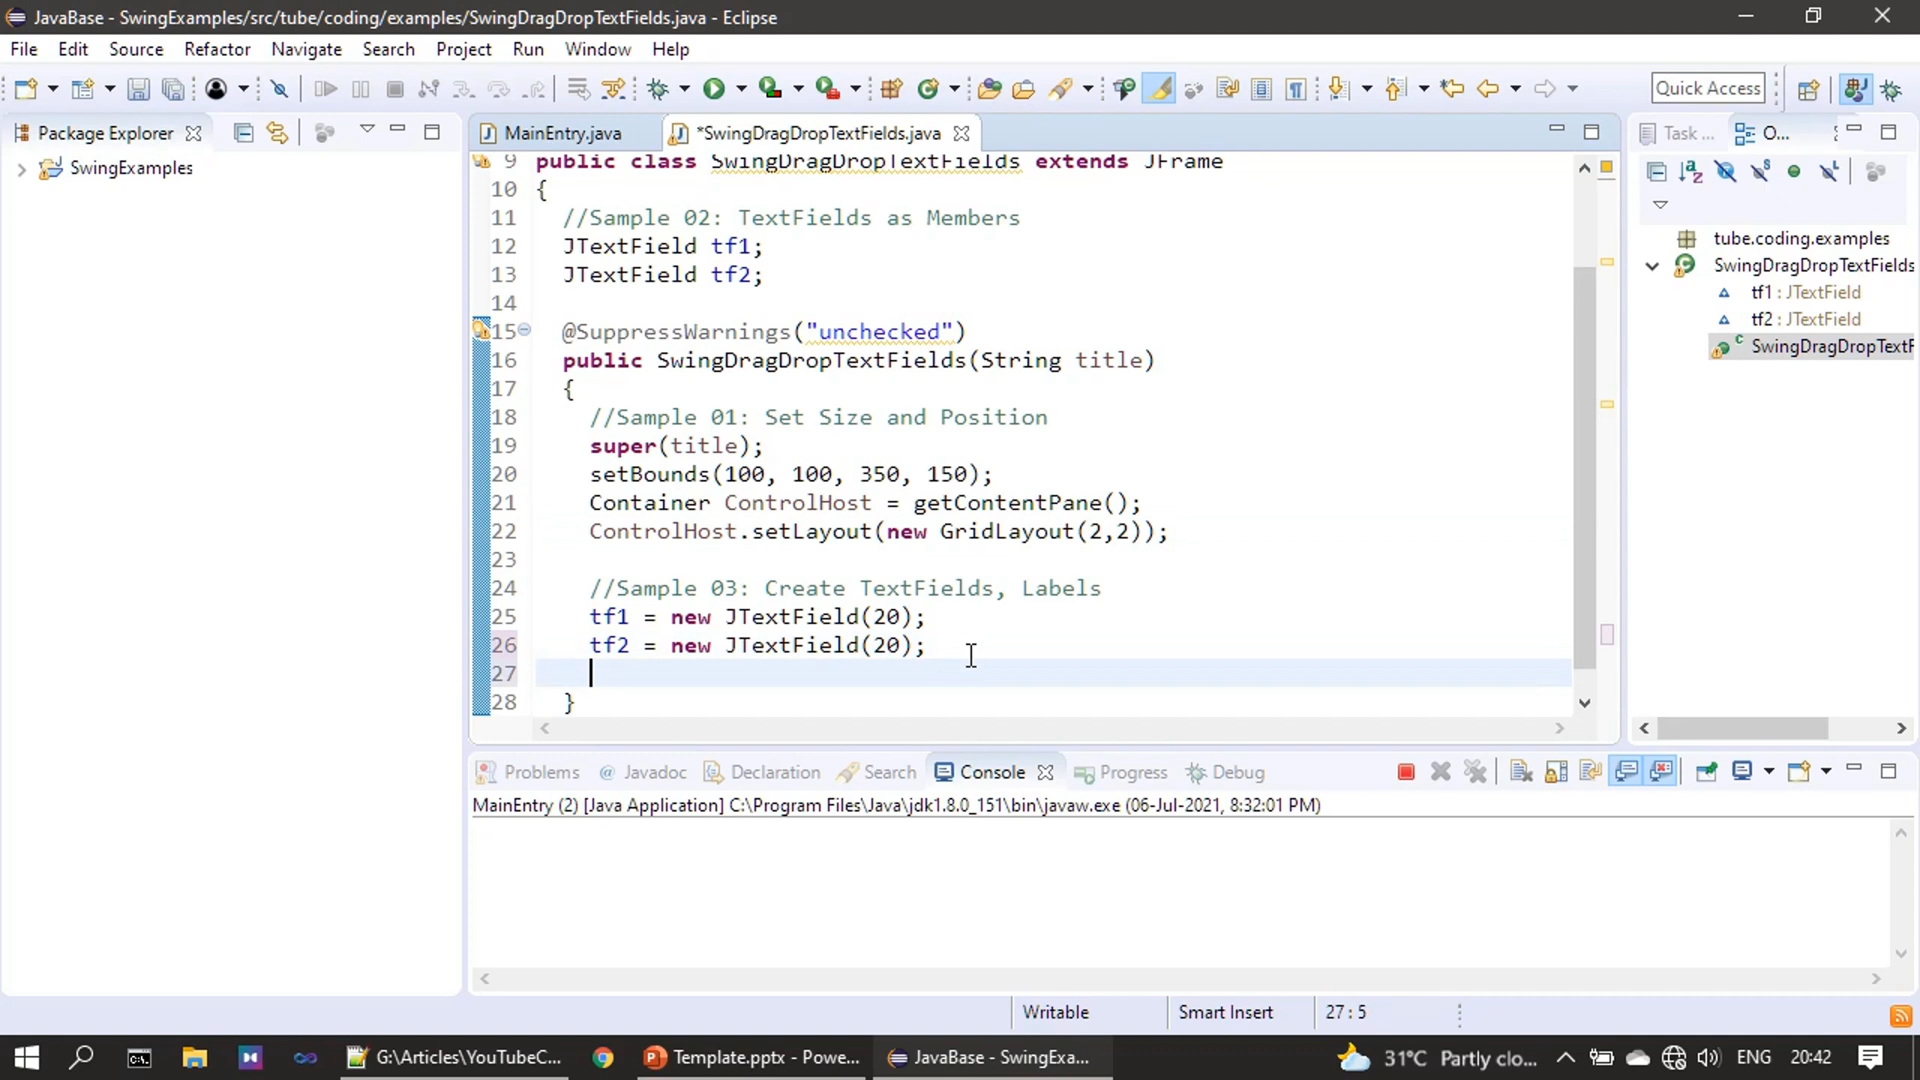 JavaBase - SwingExamples/src/tube/coding/examples/SwingDragDropTextFields.java - Eclipse
File Edit Source Refactor Navigate Search Project Run Window Help
Quick Access
Package Explorer
MainEntry.java
*SwingDragDropTextFields.java
Task ...
O...
SwingExamples
9 public class SwingDragDropTextFields extends JFrame
10 {
11 //Sample 02: TextFields as Members
12 JTextField tf1;
13 JTextField tf2;
14
15 @SuppressWarnings("unchecked")
16 public SwingDragDropTextFields(String title)
17 {
18 //Sample 01: Set Size and Position
19 super(title);
20 setBounds(100, 100, 350, 150);
21 Container ControlHost = getContentPane();
22 ControlHost.setLayout(new GridLayout(2,2));
23
24 //Sample 03: Create TextFields, Labels
25 tf1 = new JTextField(20);
26 tf2 = new JTextField(20);
27
28 }
tube.coding.examples
SwingDragDropTextFields
tf1 : JTextField
tf2 : JTextField
SwingDragDropTextF
Problems @ Javadoc Declaration Search Console Progress Debug
MainEntry (2) [Java Application] C:\Program Files\Java\jdk1.8.0_151\bin\javaw.exe (06-Jul-2021, 8:32:01 PM)
Writable Smart Insert 27 : 5
G:\Articles\YouTubeC...
Template.pptx - Powe...
JavaBase - SwingExa...
31°C Partly clo...
ENG
20:42